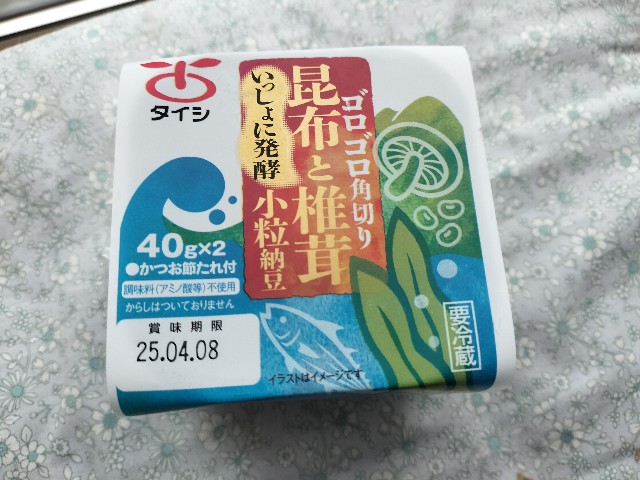 タイシ
ゴロゴロ角切り
昆布と椎茸
いっしょに発酵
小粒納豆
40g×2
●かつお節たれ付
調味料(アミノ酸等)不使用
からしはついておりません
賞味期限
25.04.08
イラストはイメージです
要冷蔵